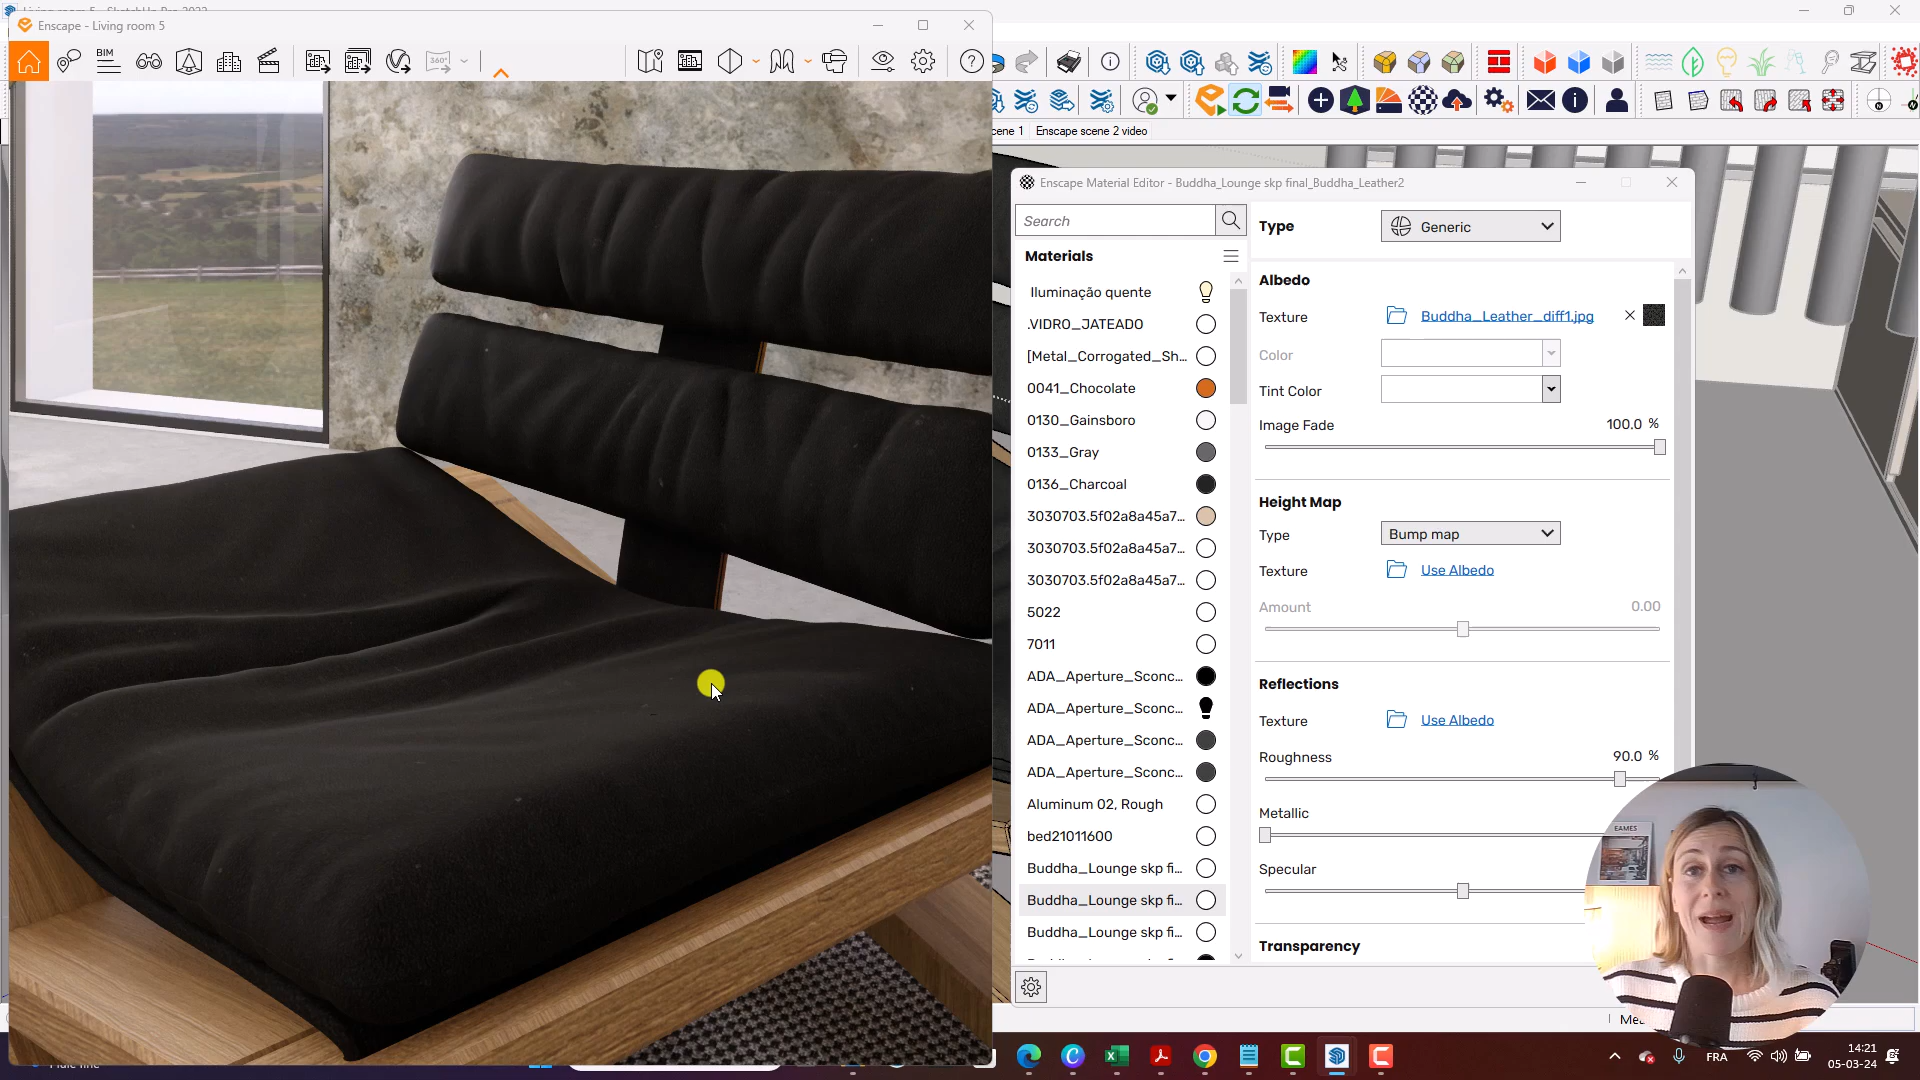 Enscape - Living room 5
BIM
360°
cene 1 Enscape scene 2 video
Enscape Material Editor - Buddha_Lounge skp final_Buddha_Leather2
Search
Materials
Iluminação quente
.VIDRO_JATEADO
[Metal_Corrogated_Sh...
0041_Chocolate
0130_Gainsboro
0133_Gray
0136_Charcoal
3030703.5f02a8a45a7...
3030703.5f02a8a45a7...
3030703.5f02a8a45a7...
5022
7011
ADA_Aperture_Sconc...
ADA_Aperture_Sconc...
ADA_Aperture_Sconc...
ADA_Aperture_Sconc...
Aluminum 02, Rough
bed21011600
Buddha_Lounge skp fi...
Buddha_Lounge skp fi...
Buddha_Lounge skp fi...
Type Generic
Albedo
Texture Buddha_Leather_diff1.jpg
Color
Tint Color
Image Fade 100.0 %
Height Map
Type Bump map
Texture Use Albedo
Amount 0.00
Reflections
Texture Use Albedo
Roughness 90.0 %
Metallic
Specular
Transparency
EAMES
Mea
FRA
14:21
05-03-24